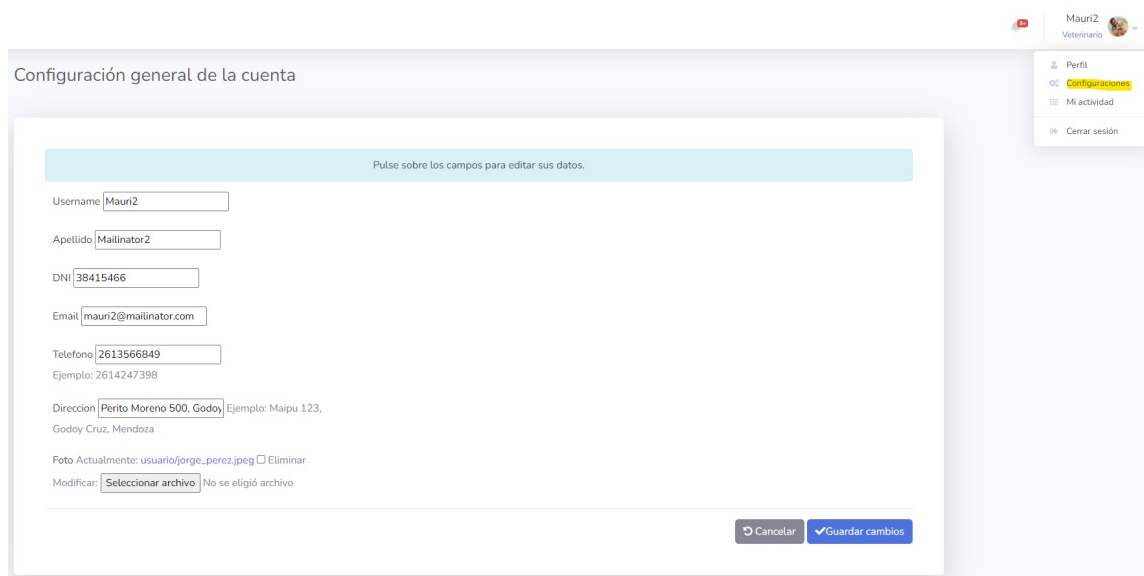 3+
Mauri2
Veterinario
Perfil
Configuraciones
Mi actividad
Cerrar sesión
Configuración general de la cuenta
Pulse sobre los campos para editar sus datos.
Username Mauri2
Apellido Mailinator2
DNI 38415466
Email mauri2@mailinator.com
Telefono 2613566849
Ejemplo: 2614247398
Direccion Perito Moreno 500, Godoy Ejemplo: Maipu 123,
Godoy Cruz, Mendoza
Foto Actualmente: usuario/jorge_perez.jpeg Eliminar
Modificar: Seleccionar archivo No se eligió archivo
Cancelar Guardar cambios